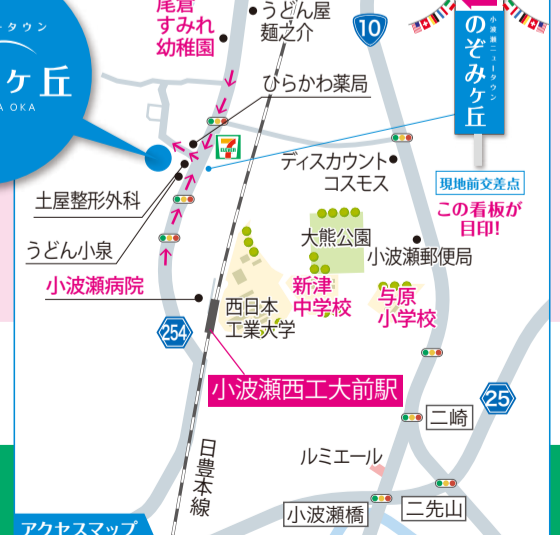 尾倉
すみれ
幼稚園
うどん屋
麺之介
10
小波瀬ニュータウン
のぞみヶ丘
ータウン
ヶ丘
A OKA
ひらかわ薬局
7
ディスカウント
コスモス
現地前交差点
この看板が
目印!
土屋整形外科
うどん小泉
大熊公園
小波瀬郵便局
小波瀬病院
西日本
工業大学
新津
中学校
与原
小学校
254
小波瀬西工大前駅
25
二崎
日豊本線
ルミエール
小波瀬橋
二先山
アクセスマップ